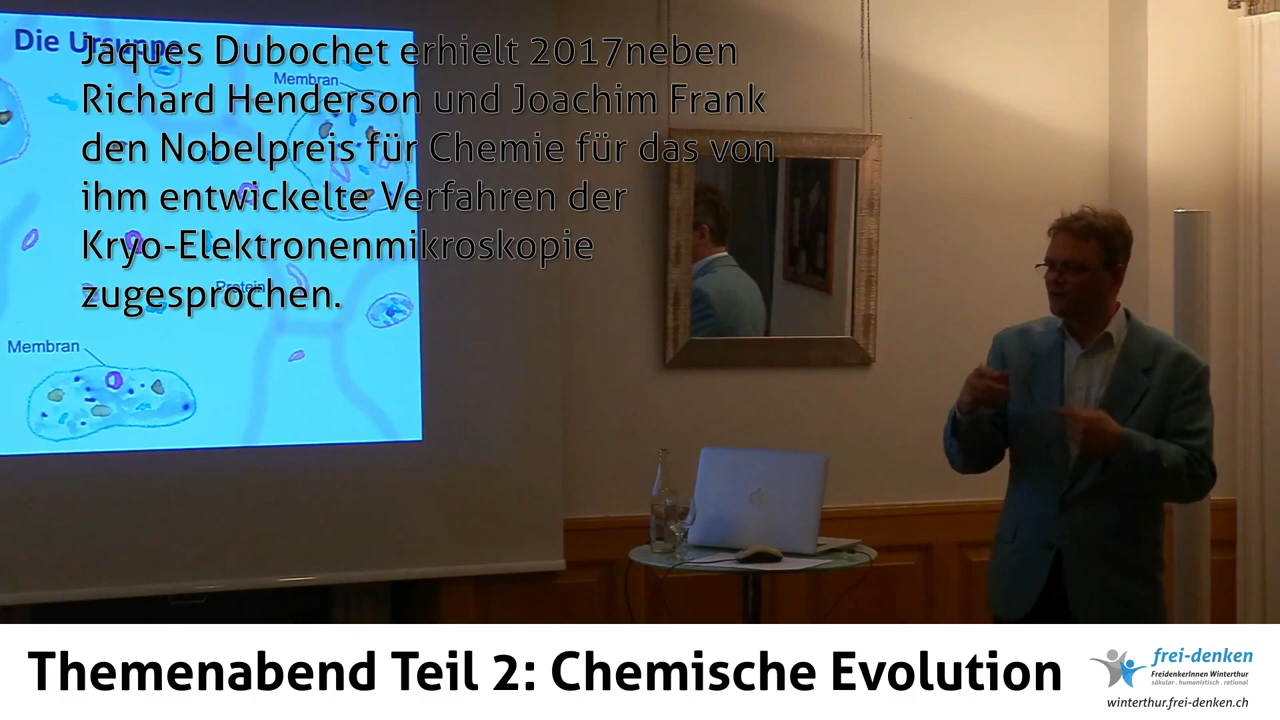 Die Ursuppe
Jaques Dubochet erhielt 2017neben
Richard Henderson und Joachim Frank
den Nobelpreis für Chemie für das von
ihm entwickelte Verfahren der
Kryo-Elektronenmikroskopie
zugesprochen.
Membran
Protein
Membran
Themenabend Teil 2: Chemische Evolution
frei-denken
FreidenkerInnen Winterthur
säkular . humanistisch . rational
winterthur.frei-denken.ch